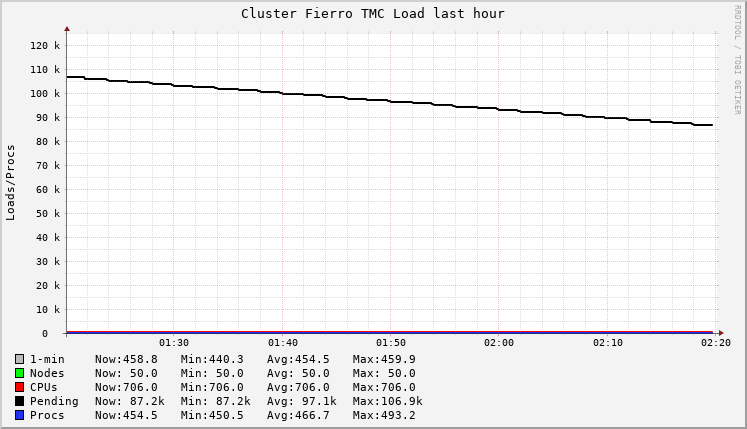 Cluster Fierro TMC Load last hour
RRDTOOL / TOBI OETIKER
Loads/Procs
120 k
110 k
100 k
90 k
80 k
70 k
60 k
50 k
40 k
30 k
20 k
10 k
0
01:30 01:40 01:50 02:00 02:10 02:20
1-min Now:458.8 Min:440.3 Avg:454.5 Max:459.9
Nodes Now: 50.0 Min: 50.0 Avg: 50.0 Max: 50.0
CPUs Now:706.0 Min:706.0 Avg:706.0 Max:706.0
Pending Now: 87.2k Min: 87.2k Avg: 97.1k Max:106.9k
Procs Now:454.5 Min:450.5 Avg:466.7 Max:493.2